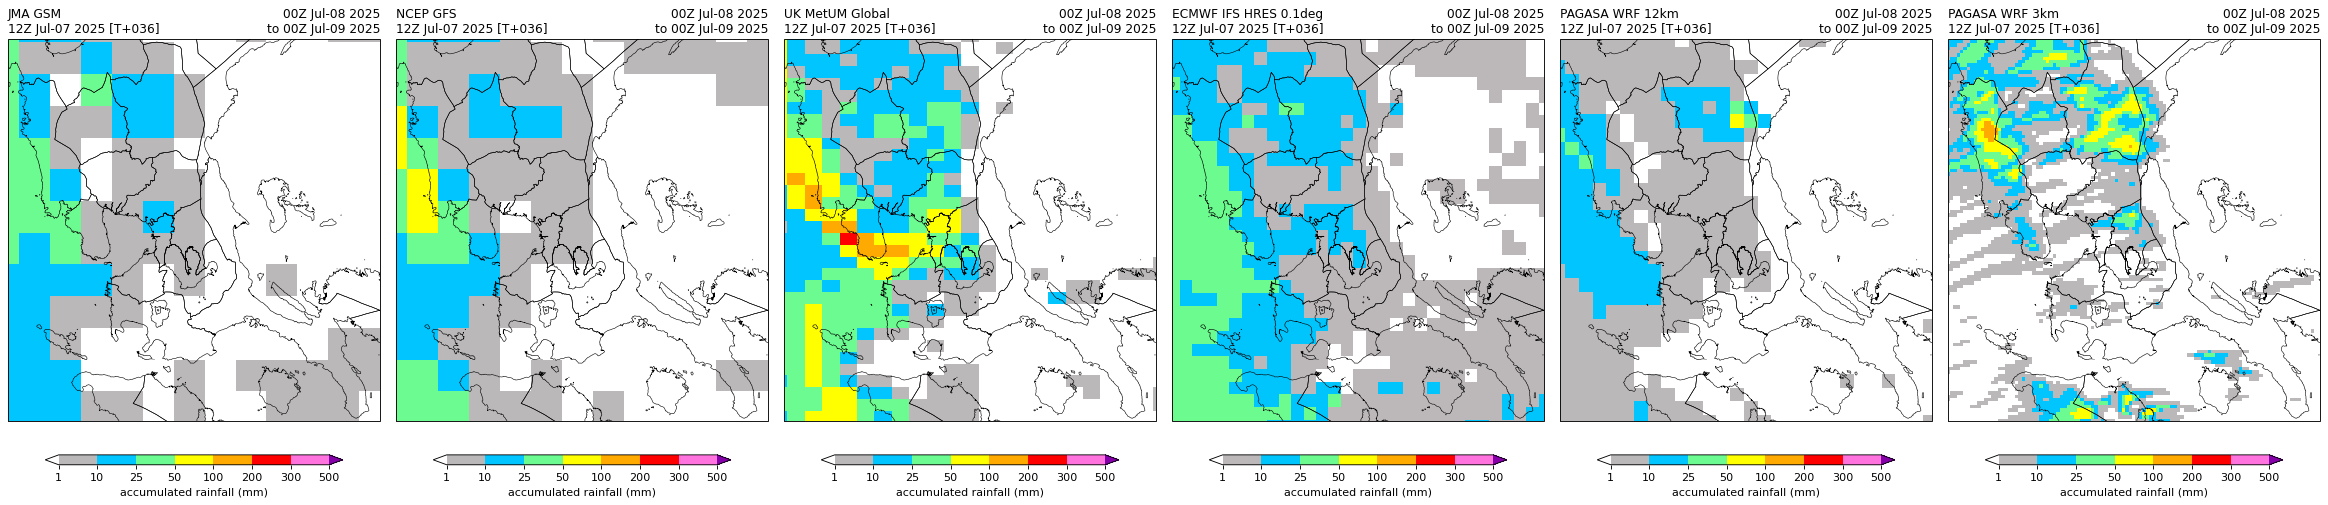 JMA GSM 00Z Jul-08 2025
12Z Jul-07 2025 [T+036] to 00Z Jul-09 2025
1 10 25 50 100 200 300 500
accumulated rainfall (mm)
NCEP GFS 00Z Jul-08 2025
12Z Jul-07 2025 [T+036] to 00Z Jul-09 2025
1 10 25 50 100 200 300 500
accumulated rainfall (mm)
UK MetUM Global 00Z Jul-08 2025
12Z Jul-07 2025 [T+036] to 00Z Jul-09 2025
1 10 25 50 100 200 300 500
accumulated rainfall (mm)
ECMWF IFS HRES 0.1deg 00Z Jul-08 2025
12Z Jul-07 2025 [T+036] to 00Z Jul-09 2025
1 10 25 50 100 200 300 500
accumulated rainfall (mm)
PAGASA WRF 12km 00Z Jul-08 2025
12Z Jul-07 2025 [T+036] to 00Z Jul-09 2025
1 10 25 50 100 200 300 500
accumulated rainfall (mm)
PAGASA WRF 3km 00Z Jul-08 2025
12Z Jul-07 2025 [T+036] to 00Z Jul-09 2025
1 10 25 50 100 200 300 500
accumulated rainfall (mm)